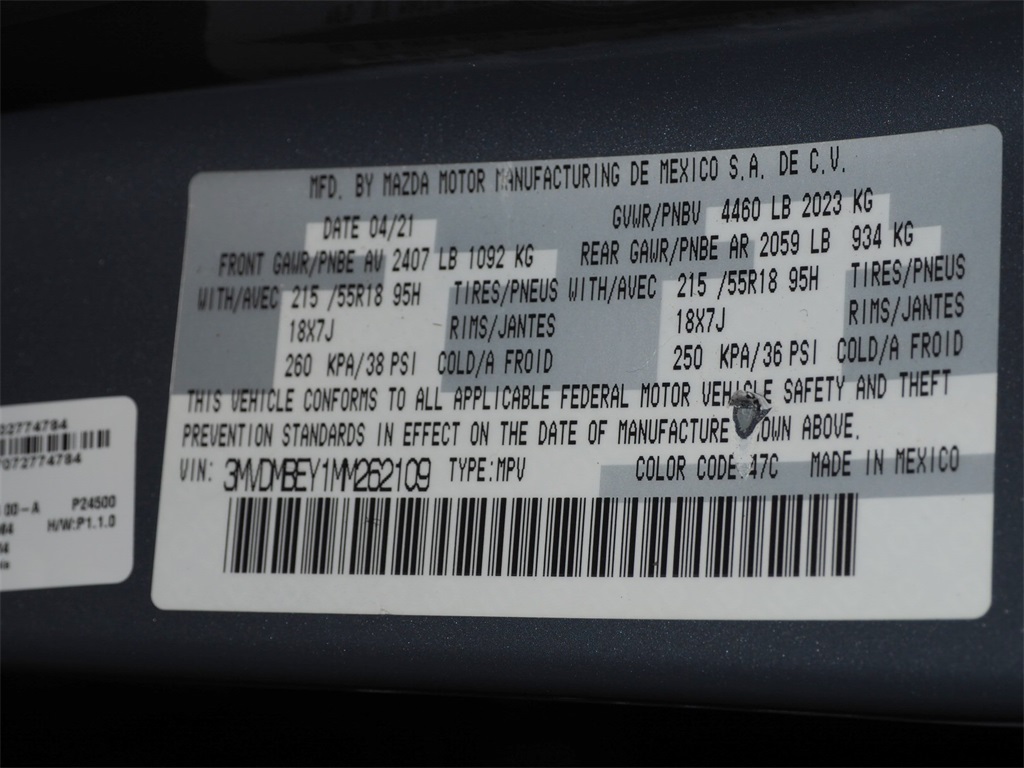 MFD. BY MAZDA MOTOR MANUFACTURING DE MEXICO S.A. DE C.V.
DATE 04/21 GVWR/PNBV 4460 LB 2023 KG
FRONT GAWR/PNBE AV 2407 LB 1092 KG REAR GAWR/PNBE AR 2059 LB 934 KG
WITH/AVEC 215 /55R18 95H TIRES/PNEUS WITH/AVEC 215 /55R18 95H TIRES/PNEUS
18X7J RIMS/JANTES 18X7J RIMS/JANTES
260 KPA/38 PSI COLD/A FROID 250 KPA/36 PSI COLD/A FROID
THIS VEHICLE CONFORMS TO ALL APPLICABLE FEDERAL MOTOR VEHICLE SAFETY AND THEFT
PREVENTION STANDARDS IN EFFECT ON THE DATE OF MANUFACTURE OWN ABOVE.
VIN: 3MVDMBEY1MM262109 TYPE:MPV COLOR CODE:47C MADE IN MEXICO
02774784
072774784
00-A P24500
H/W:P1.1.0